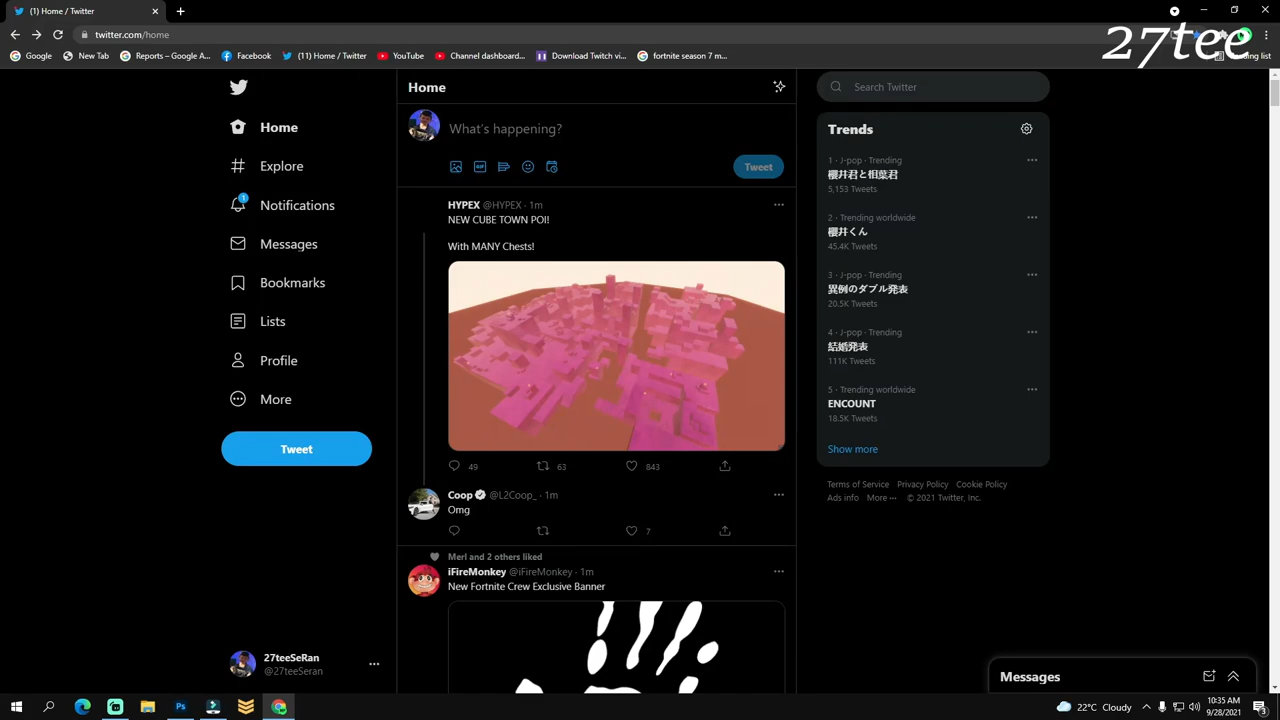 (1) Home / Twitter
27tee
twitter.com/home
Google
New Tab
Reports – Google A...
Facebook
(11) Home / Twitter
YouTube
Channel dashboard...
Download Twitch vi...
fortnite season 7 m...
Home
Search Twitter
What's happening?
Tweet
Home
Explore
Notifications
1
Messages
Bookmarks
Lists
Profile
More
Tweet
HYPEX @HYPEX · 1m
NEW CUBE TOWN POI!
With MANY Chests!
49
63
843
Coop @L2Coop_ · 1m
Omg
7
Merl and 2 others liked
iFireMonkey @iFireMonkey · 1m
New Fortnite Crew Exclusive Banner
Trends
1 · J-pop · Trending
櫻井君と相葉君
5,153 Tweets
2 · Trending worldwide
櫻井くん
45.4K Tweets
3 · J-pop · Trending
異例のダブル発表
20.5K Tweets
4 · J-pop · Trending
結婚発表
111K Tweets
5 · Trending worldwide
ENCOUNT
18.5K Tweets
Show more
Terms of Service Privacy Policy Cookie Policy
Ads info More ··· © 2021 Twitter, Inc.
27teeSeRan
@27teeSeran
Messages
Ps
22°C Cloudy
10:35 AM
9/28/2021
3